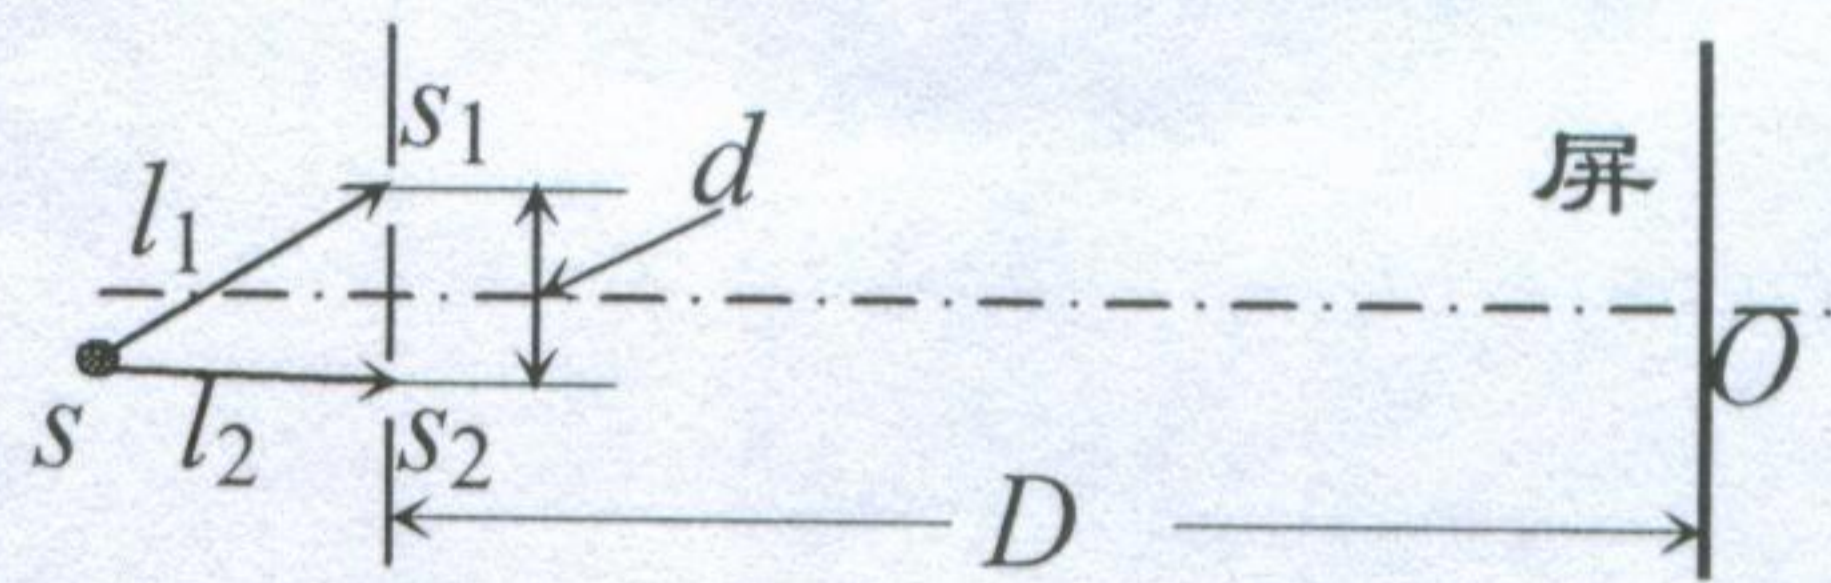 s₁
d
屏
l₁
O
s
l₂
s₂
D